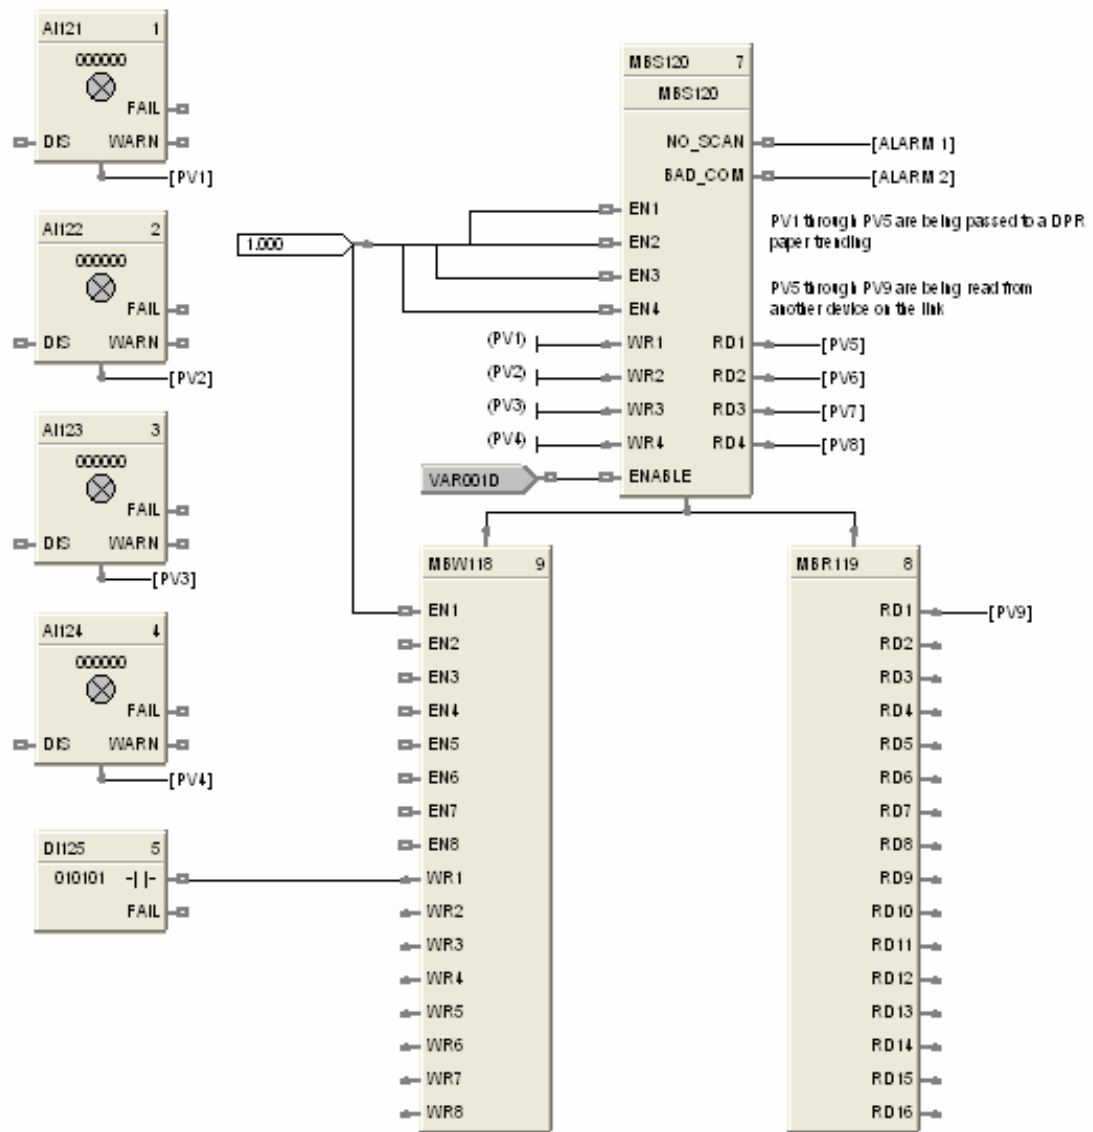 AI121 1
000000
FAIL
DIS WARN
[PV1]
AI122 2
000000
FAIL
DIS WARN
[PV2]
AI123 3
000000
FAIL
DIS WARN
[PV3]
AI124 4
000000
FAIL
DIS WARN
[PV4]
DI125 5
010101 -| |-
FAIL
1.000
MBS120 7
MBS120
NO_SCAN [ALARM 1]
BAD_COM [ALARM 2]
EN1
EN2
EN3
EN4
(PV1) WR1 RD1 [PV5]
(PV2) WR2 RD2 [PV6]
(PV3) WR3 RD3 [PV7]
(PV4) WR4 RD4 [PV8]
VAR001D ENABLE
PV1 through PV5 are being passed to a DPR
paper trending
PV5 through PV9 are being read from
another device on the link
MBW118 9
EN1
EN2
EN3
EN4
EN5
EN6
EN7
EN8
WR1
WR2
WR3
WR4
WR5
WR6
WR7
WR8
MBR119 8
RD1 [PV9]
RD2
RD3
RD4
RD5
RD6
RD7
RD8
RD9
RD10
RD11
RD12
RD13
RD14
RD15
RD16